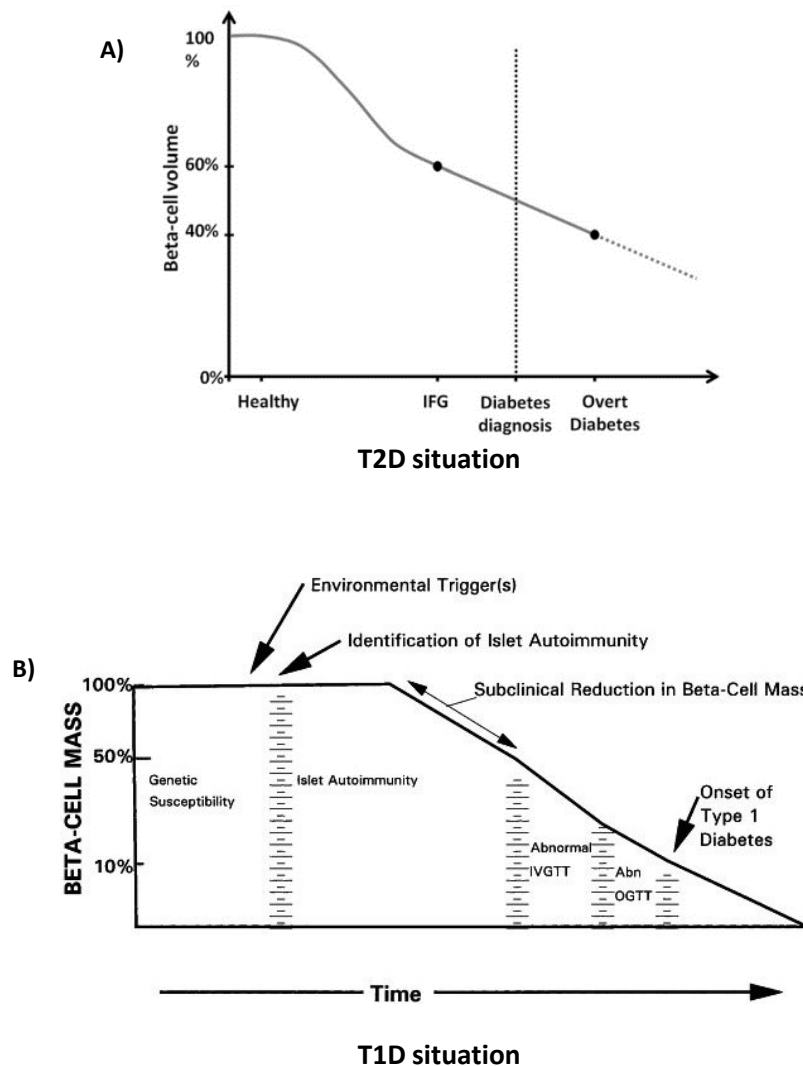 A)
100
%
Beta-cell volume
60%
40%
0%
Healthy
IFG
Diabetes
diagnosis
Overt
Diabetes
T2D situation
Environmental Trigger(s)
Identification of Islet Autoimmunity
B)
100%
Subclinical Reduction in Beta-Cell Mass
BETA-CELL MASS
50%
Genetic
Susceptibility
Islet Autoimmunity
Onset of
Type 1
Diabetes
Abnormal
IVGTT
Abn
OGTT
10%
Time
T1D situation